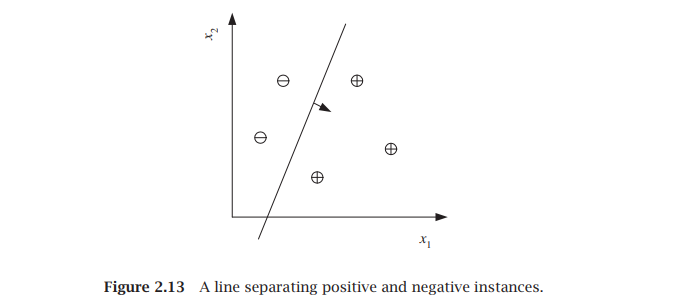 x2
x1
Figure 2.13 A line separating positive and negative instances.